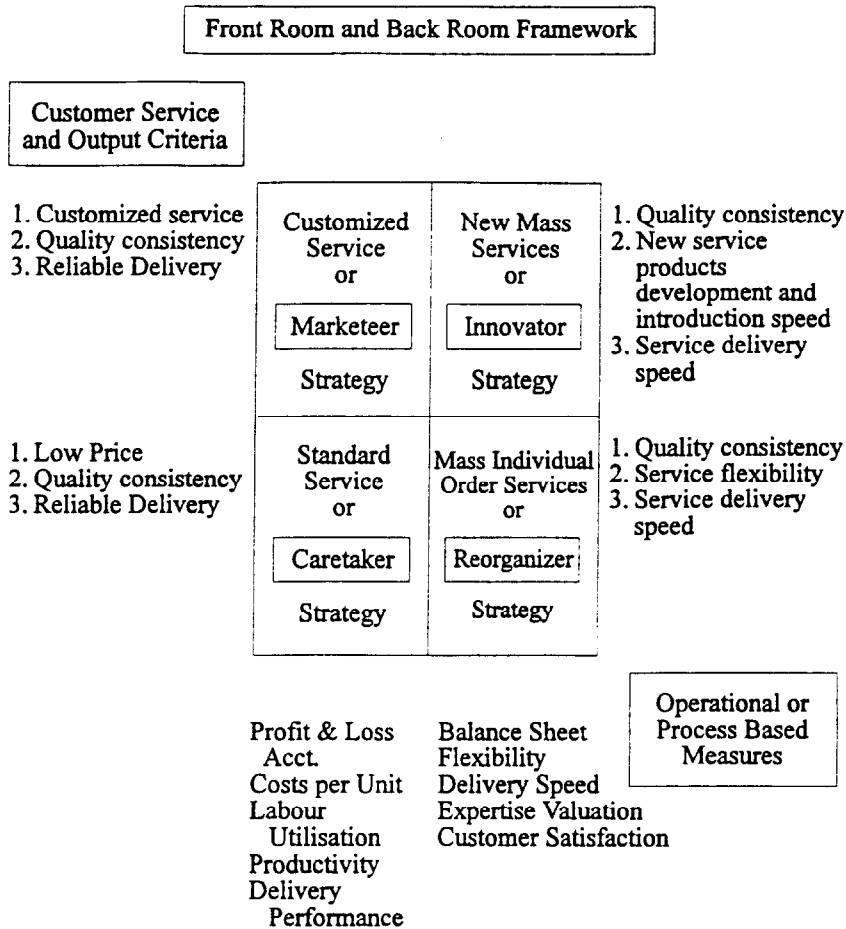 Front Room and Back Room Framework
Customer Service
and Output Criteria
1. Customized service
2. Quality consistency
3. Reliable Delivery
Customized
Service
or
Marketeer
Strategy
New Mass
Services
or
Innovator
Strategy
1. Quality consistency
2. New service
products
development and
introduction speed
3. Service delivery
speed
1. Low Price
2. Quality consistency
3. Reliable Delivery
Standard
Service
or
Caretaker
Strategy
Mass Individual
Order Services
or
Reorganizer
Strategy
1. Quality consistency
2. Service flexibility
3. Service delivery
speed
Operational or
Process Based
Measures
Profit & Loss
Acct.
Costs per Unit
Labour
Utilisation
Productivity
Delivery
Performance
Balance Sheet
Flexibility
Delivery Speed
Expertise Valuation
Customer Satisfaction